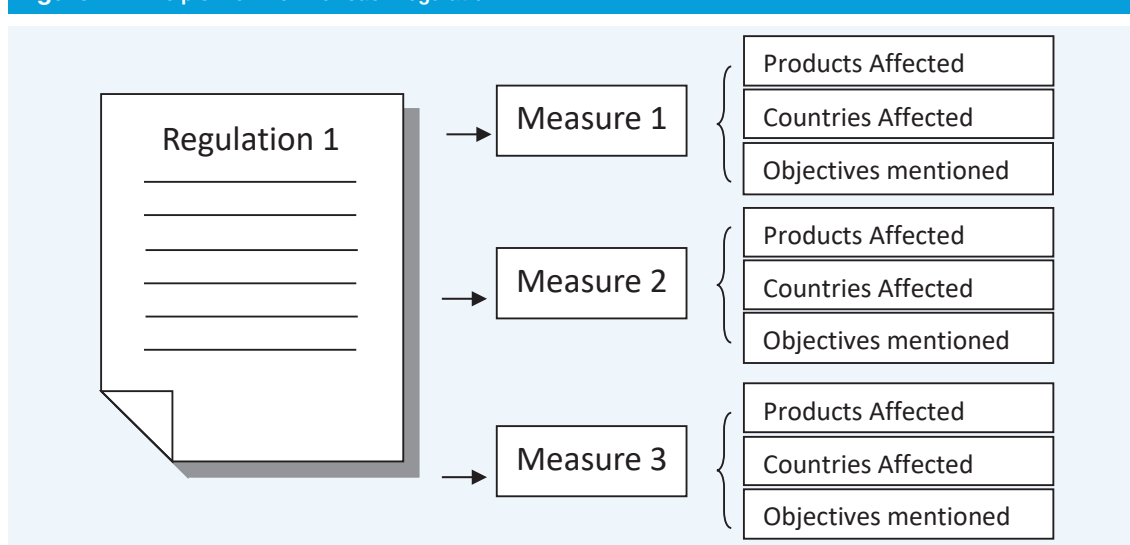 Regulation 1
Measure 1
Products Affected
Countries Affected
Objectives mentioned
Measure 2
Products Affected
Countries Affected
Objectives mentioned
Measure 3
Products Affected
Countries Affected
Objectives mentioned